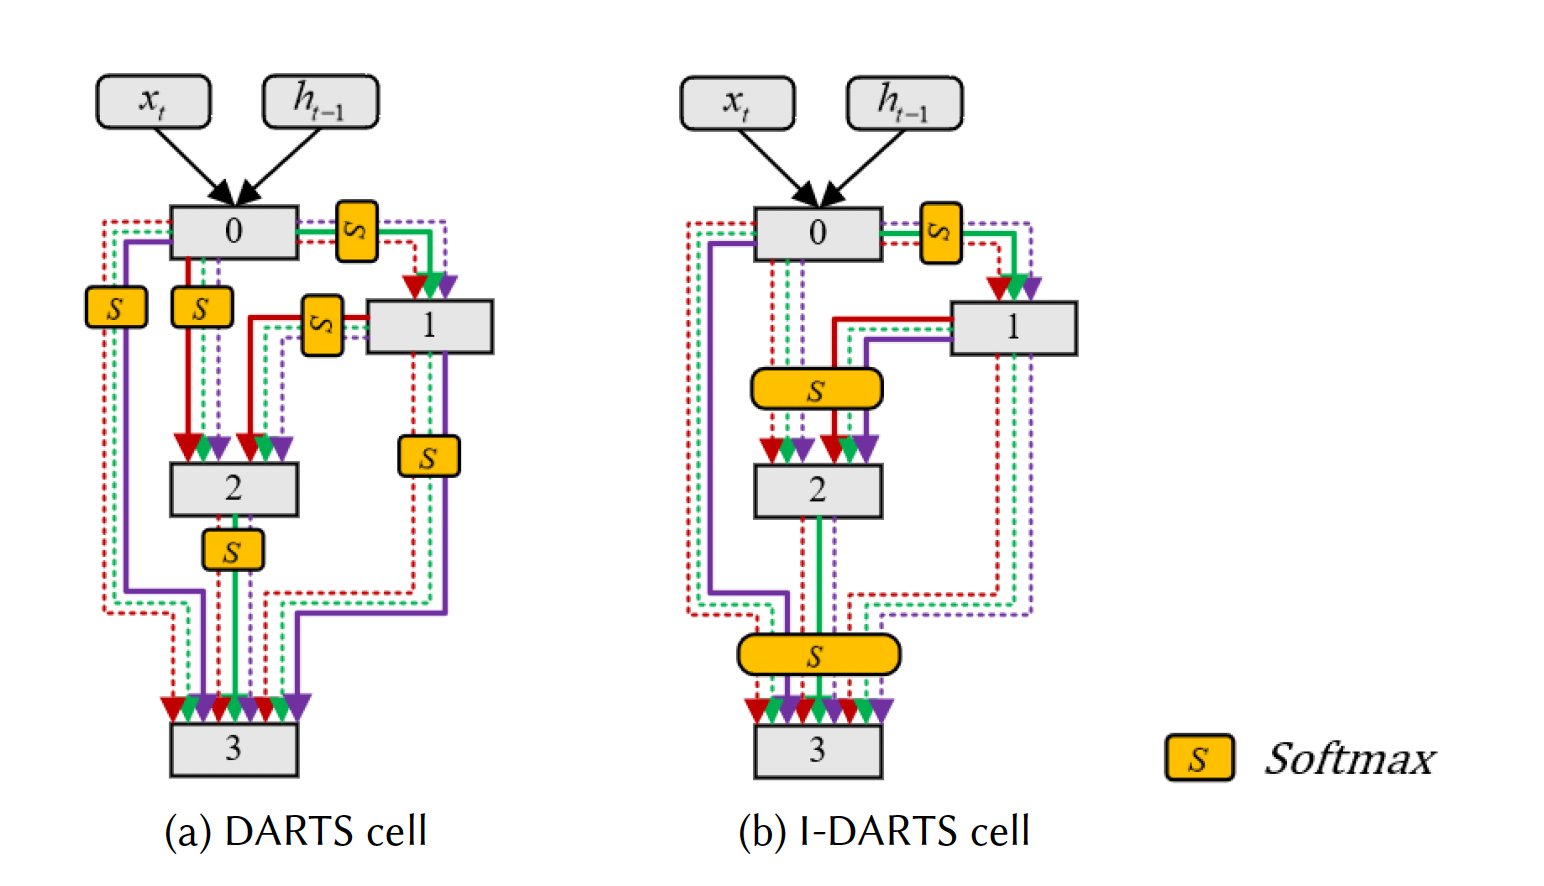 x_t
h_{t-1}
0
S
S
S
S
1
S
2
S
3
(a) DARTS cell
x_t
h_{t-1}
0
S
1
S
2
S
3
(b) I-DARTS cell
S Softmax